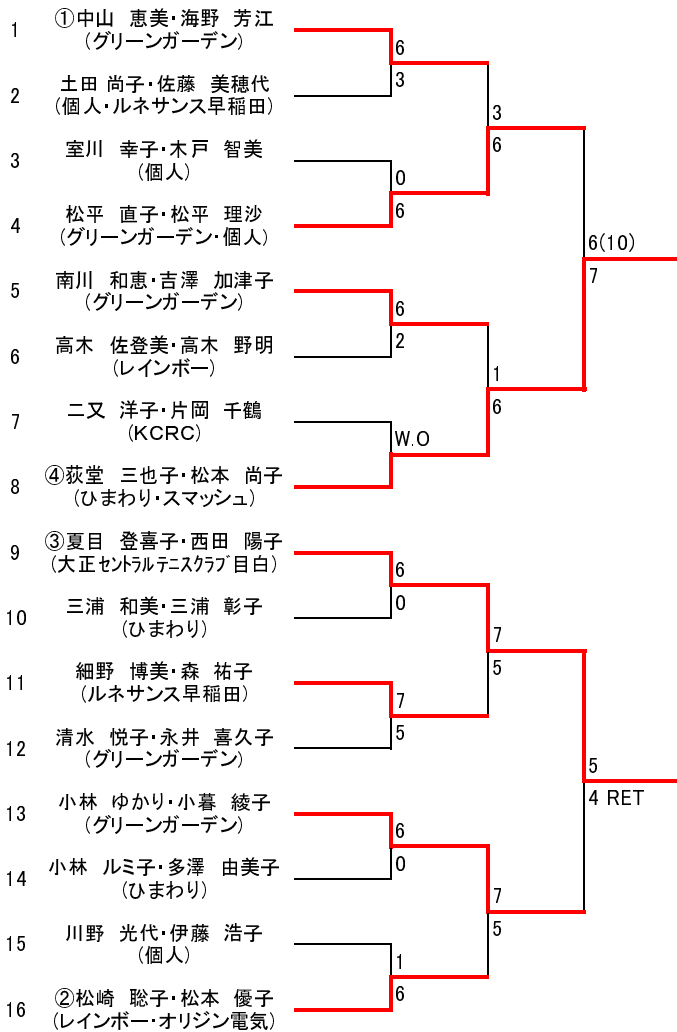 1 ①中山 恵美・海野 芳江
(グリーンガーデン)
6
3
2 土田 尚子・佐藤 美穂代
(個人・ルネサンス早稲田)
3
6
3 室川 幸子・木戸 智美
(個人)
0
6
4 松平 直子・松平 理沙
(グリーンガーデン・個人)
6(10)
7
5 南川 和恵・吉澤 加津子
(グリーンガーデン)
6
2
6 高木 佐登美・高木 野明
(レインボー)
1
6
7 二又 洋子・片岡 千鶴
(KCRC)
W.O
8 ④荻堂 三也子・松本 尚子
(ひまわり・スマッシュ)
9 ③夏目 登喜子・西田 陽子
(大正セントラルテニスクラブ目白)
6
0
10 三浦 和美・三浦 彰子
(ひまわり)
7
5
11 細野 博美・森 祐子
(ルネサンス早稲田)
7
5
12 清水 悦子・永井 喜久子
(グリーンガーデン)
5
4 RET
13 小林 ゆかり・小暮 綾子
(グリーンガーデン)
6
0
14 小林 ルミ子・多澤 由美子
(ひまわり)
7
5
15 川野 光代・伊藤 浩子
(個人)
1
6
16 ②松崎 聡子・松本 優子
(レインボー・オリジン電気)